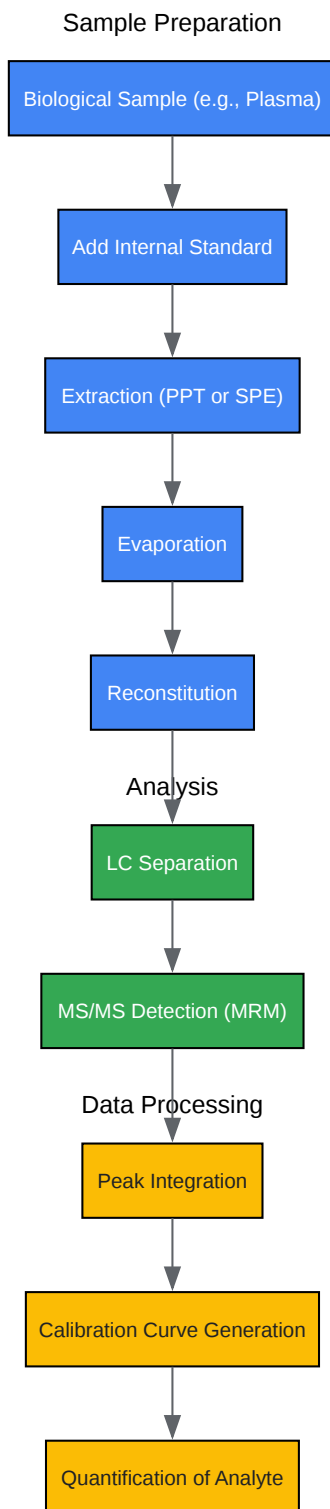 Sample Preparation
Biological Sample (e.g., Plasma)
Add Internal Standard
Extraction (PPT or SPE)
Evaporation
Reconstitution
Analysis
LC Separation
MS/MS Detection (MRM)
Data Processing
Peak Integration
Calibration Curve Generation
Quantification of Analyte